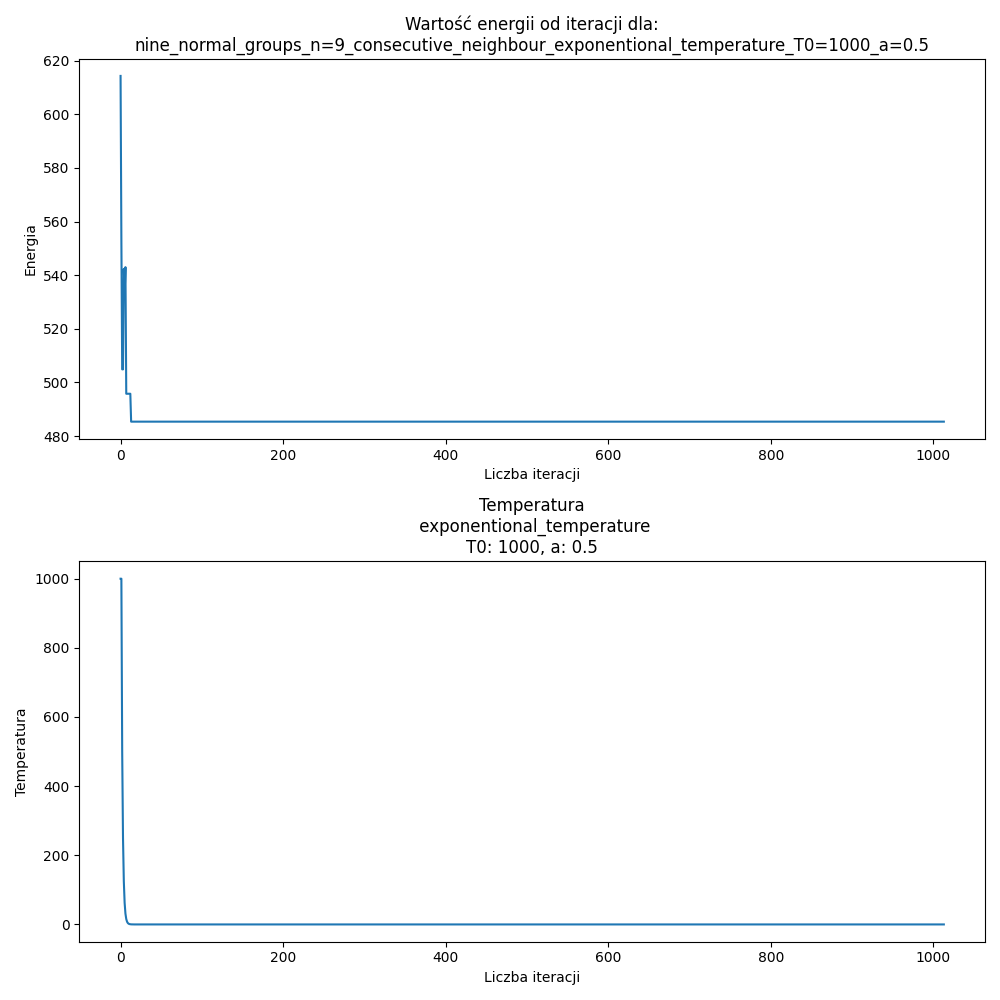 Wartość energii od iteracji dla:
nine_normal_groups_n=9_consecutive_neighbour_exponentional_temperature_T0=1000_a=0.5
620
600
580
560
540
520
500
480
Energia
0 200 400 600 800 1000
Liczba iteracji
Temperatura
exponentional_temperature
T0: 1000, a: 0.5
1000
800
600
400
200
0
Temperatura
0 200 400 600 800 1000
Liczba iteracji